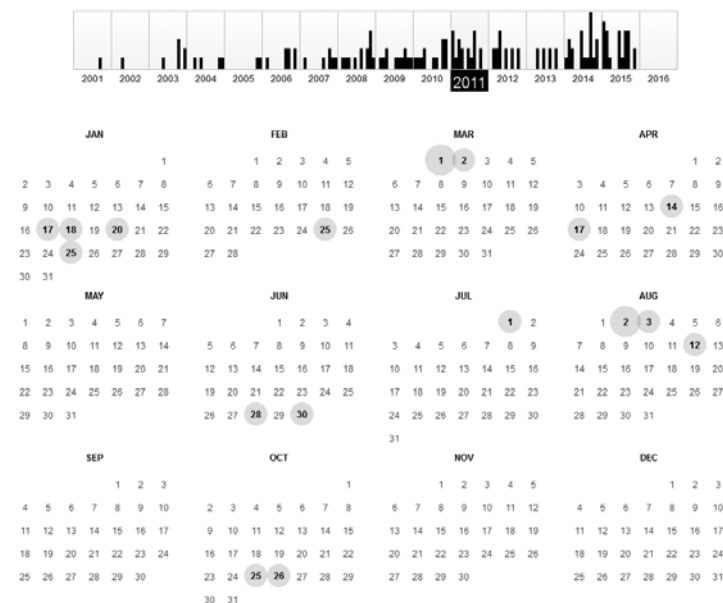 2001 2002 2003 2004 2005 2006 2007 2008 2009 2010 2011 2012 2013 2014 2015 2016
JAN FEB MAR APR
1 1 2 3 4 5 1 2 3 4 5 1 2
2 3 4 5 6 7 8 6 7 8 9 10 11 12 6 7 8 9 10 11 12 3 4 5 6 7 8 9
9 10 11 12 13 14 15 13 14 15 16 17 18 19 13 14 15 16 17 18 19 10 11 12 13 14 15 16
16 17 18 19 20 21 22 20 21 22 23 24 25 26 20 21 22 23 24 25 26 17 18 19 20 21 22 23
23 24 25 26 27 28 29 27 28 27 28 29 30 31 24 25 26 27 28 29 30
30 31
MAY JUN JUL AUG
1 2 3 4 5 6 7 1 2 3 4 1 2 1 2 3 4 5 6
8 9 10 11 12 13 14 5 6 7 8 9 10 11 3 4 5 6 7 8 9 7 8 9 10 11 12 13
15 16 17 18 19 20 21 12 13 14 15 16 17 18 10 11 12 13 14 15 16 14 15 16 17 18 19 20
22 23 24 25 26 27 28 19 20 21 22 23 24 25 17 18 19 20 21 22 23 21 22 23 24 25 26 27
29 30 31 26 27 28 29 30 24 25 26 27 28 29 30 28 29 30 31
31
SEP OCT NOV DEC
1 2 3 1 1 2 3 4 5 1 2 3
4 5 6 7 8 9 10 2 3 4 5 6 7 8 6 7 8 9 10 11 12 4 5 6 7 8 9 10
11 12 13 14 15 16 17 9 10 11 12 13 14 15 13 14 15 16 17 18 19 11 12 13 14 15 16 17
18 19 20 21 22 23 24 16 17 18 19 20 21 22 20 21 22 23 24 25 26 18 19 20 21 22 23 24
25 26 27 28 29 30 23 24 25 26 27 28 29 27 28 29 30 25 26 27 28 29 30 31
30 31